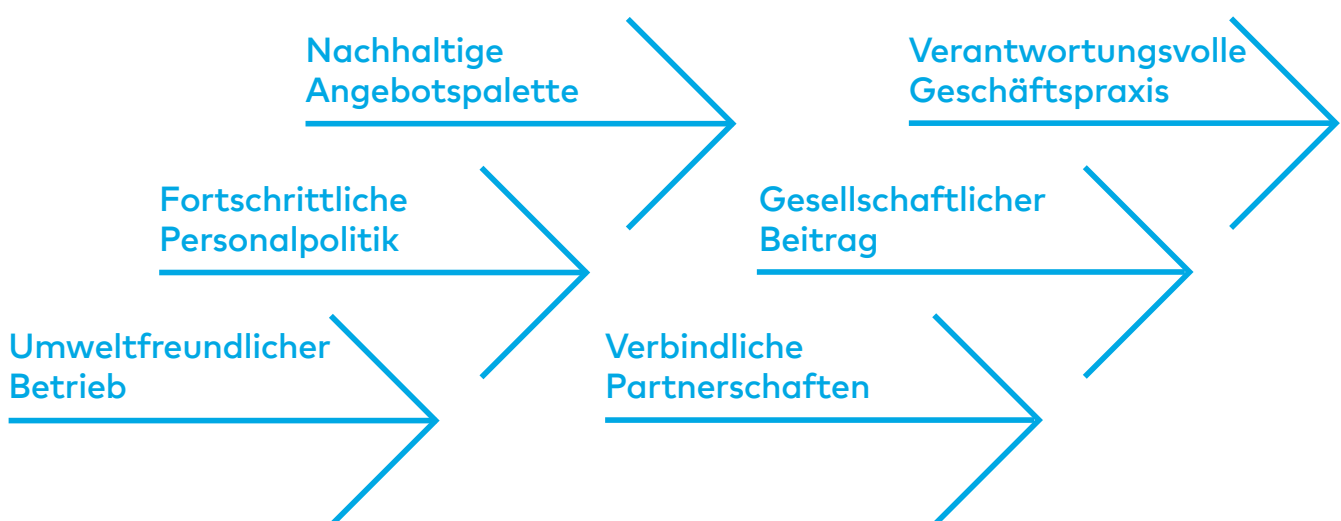 Nachhaltige
Angebotspalette
Verantwortungsvolle
Geschäftspraxis
Fortschrittliche
Personalpolitik
Gesellschaftlicher
Beitrag
Umweltfreundlicher
Betrieb
Verbindliche
Partnerschaften